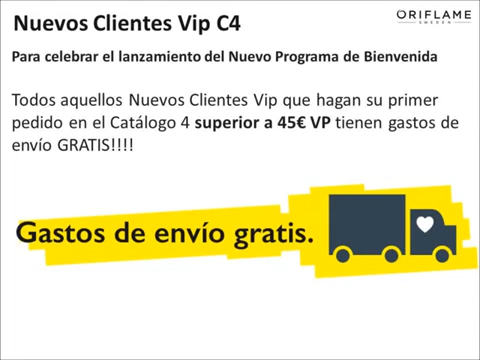 Nuevos Clientes Vip C4
ORIFLAME
SWEDEN
Para celebrar el lanzamiento del Nuevo Programa de Bienvenida
Todos aquellos Nuevos Clientes Vip que hagan su primer
pedido en el Catálogo 4 superior a 45€ VP tienen gastos de
envío GRATIS!!!!
Gastos de envío gratis.